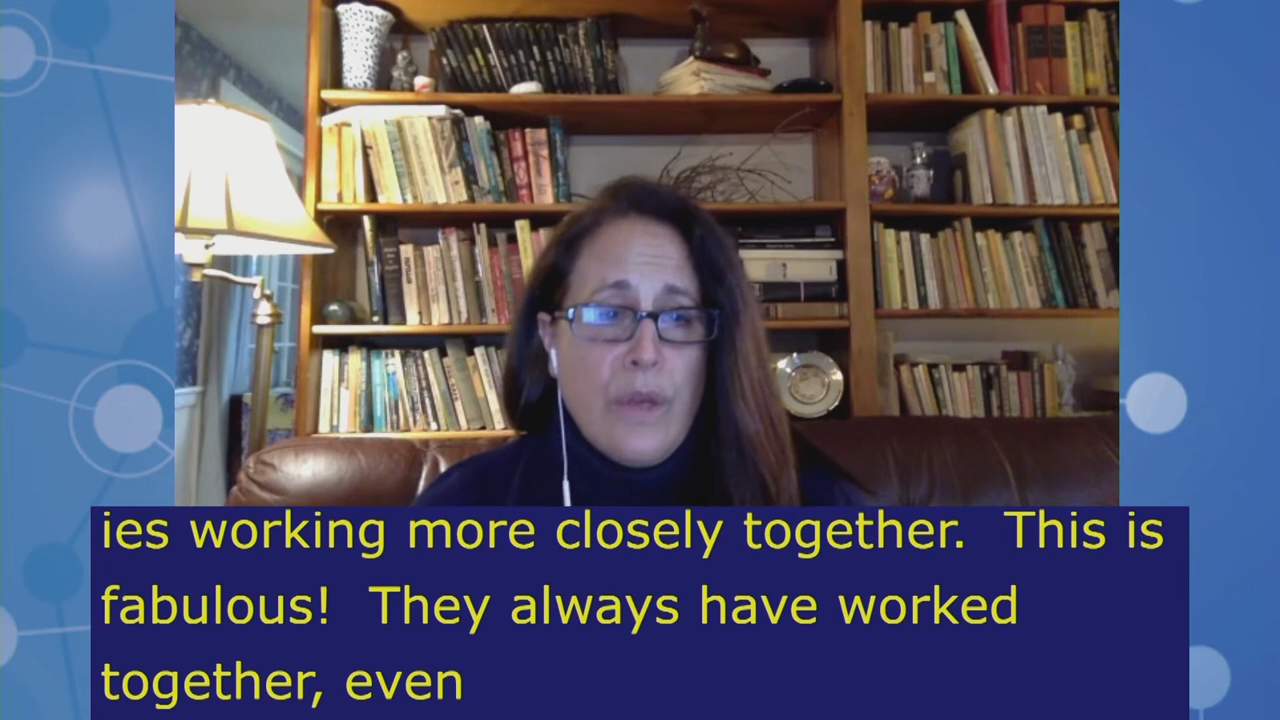 ies working more closely together.  This is
fabulous!  They always have worked
together, even